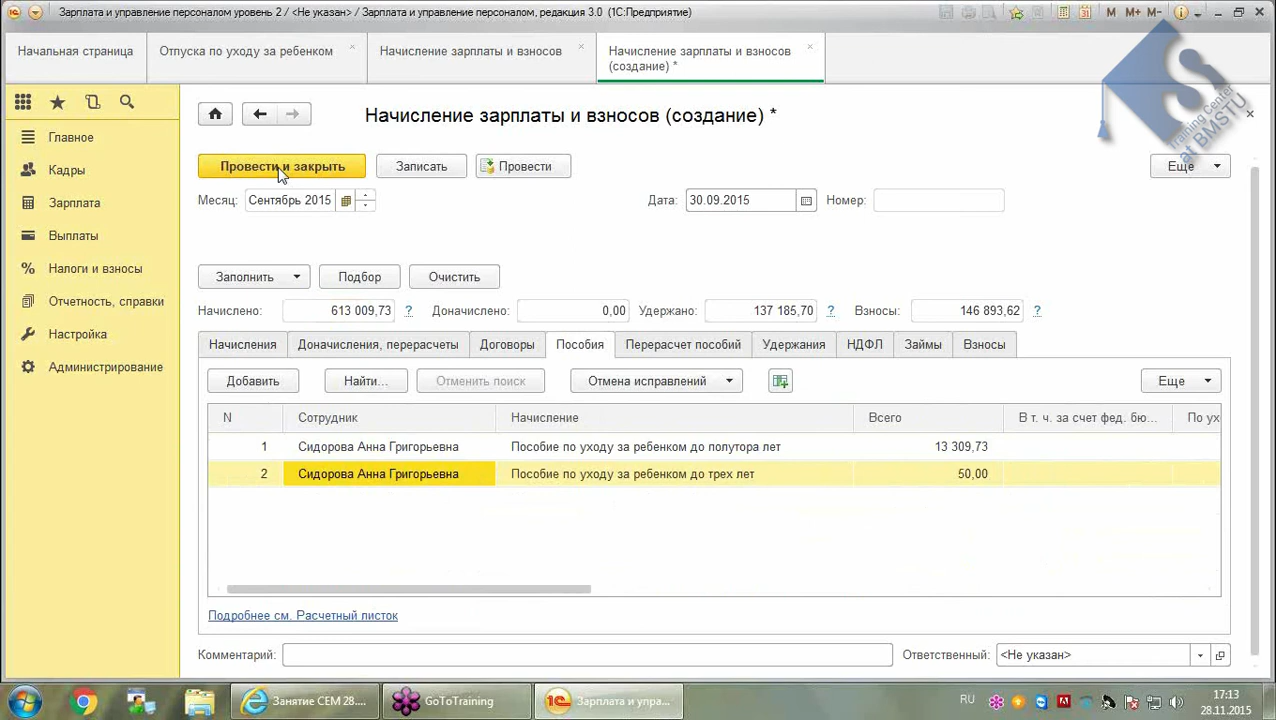 Зарплата и управление персоналом уровень 2 / <Не указан> / Зарплата и управление персоналом, редакция 3.0 (1С:Предприятие)
M M+ M-
Начальная страница
Отпуска по уходу за ребенком
Начисление зарплаты и взносов
Начисление зарплаты и взносов
(создание) *
Training Center
at BMSTU
Главное
Кадры
Зарплата
Выплаты
Налоги и взносы
Отчетность, справки
Настройка
Администрирование
Начисление зарплаты и взносов (создание) *
Провести и закрыть
Записать
Провести
Еще
Месяц: Сентябрь 2015
Дата: 30.09.2015
Номер:
Заполнить
Подбор
Очистить
Начислено: 613 009,73 ?
Доначислено: 0,00
Удержано: 137 185,70 ?
Взносы: 146 893,62 ?
Начисления
Доначисления, перерасчеты
Договоры
Пособия
Перерасчет пособий
Удержания
НДФЛ
Займы
Взносы
Добавить
Найти...
Отменить поиск
Отмена исправлений
Еще
N Сотрудник Начисление Всего В т. ч. за счет фед. бю... По ух
1 Сидорова Анна Григорьевна Пособие по уходу за ребенком до полутора лет 13 309,73
2 Сидорова Анна Григорьевна Пособие по уходу за ребенком до трех лет 50,00
Подробнее см. Расчетный листок
Комментарий:
Ответственный: <Не указан>
Занятие СЕМ 28....
GoToTraining
Зарплата и упра...
RU
17:13
28.11.2015